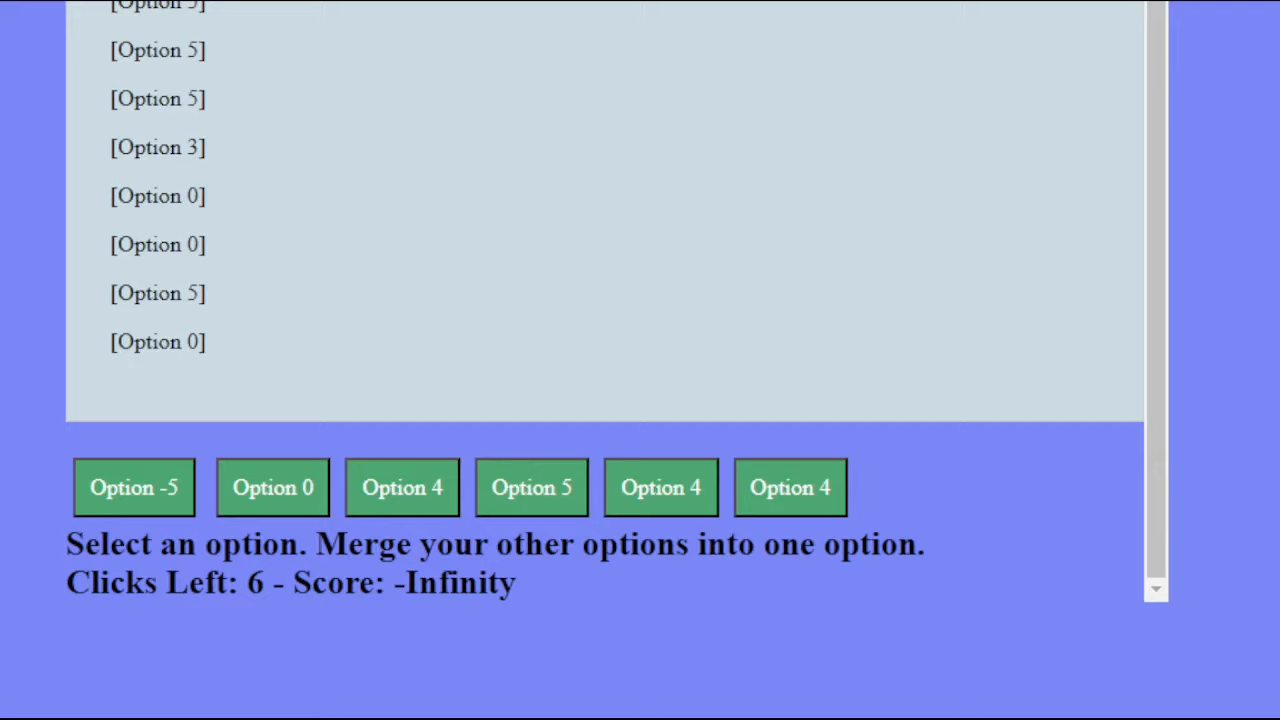 [Option 5]
[Option 5]
[Option 5]
[Option 3]
[Option 0]
[Option 0]
[Option 5]
[Option 0]
Option -5 Option 0 Option 4 Option 5 Option 4 Option 4
Select an option. Merge your other options into one option.
Clicks Left: 6 - Score: -Infinity